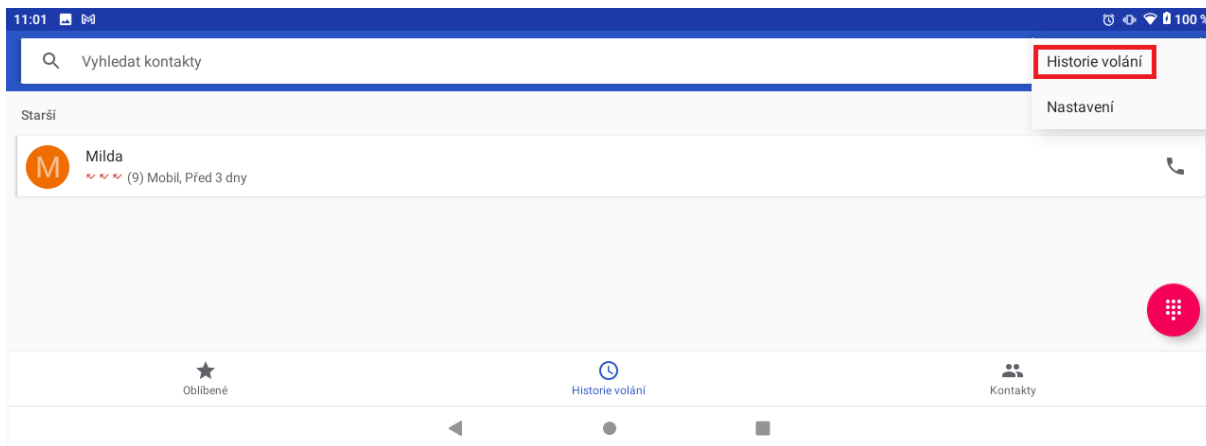 11:01 100 %
Vyhledat kontakty
Historie volání
Nastavení
Starší
M
Milda
(9) Mobil, Před 3 dny
Oblíbené
Historie volání
Kontakty